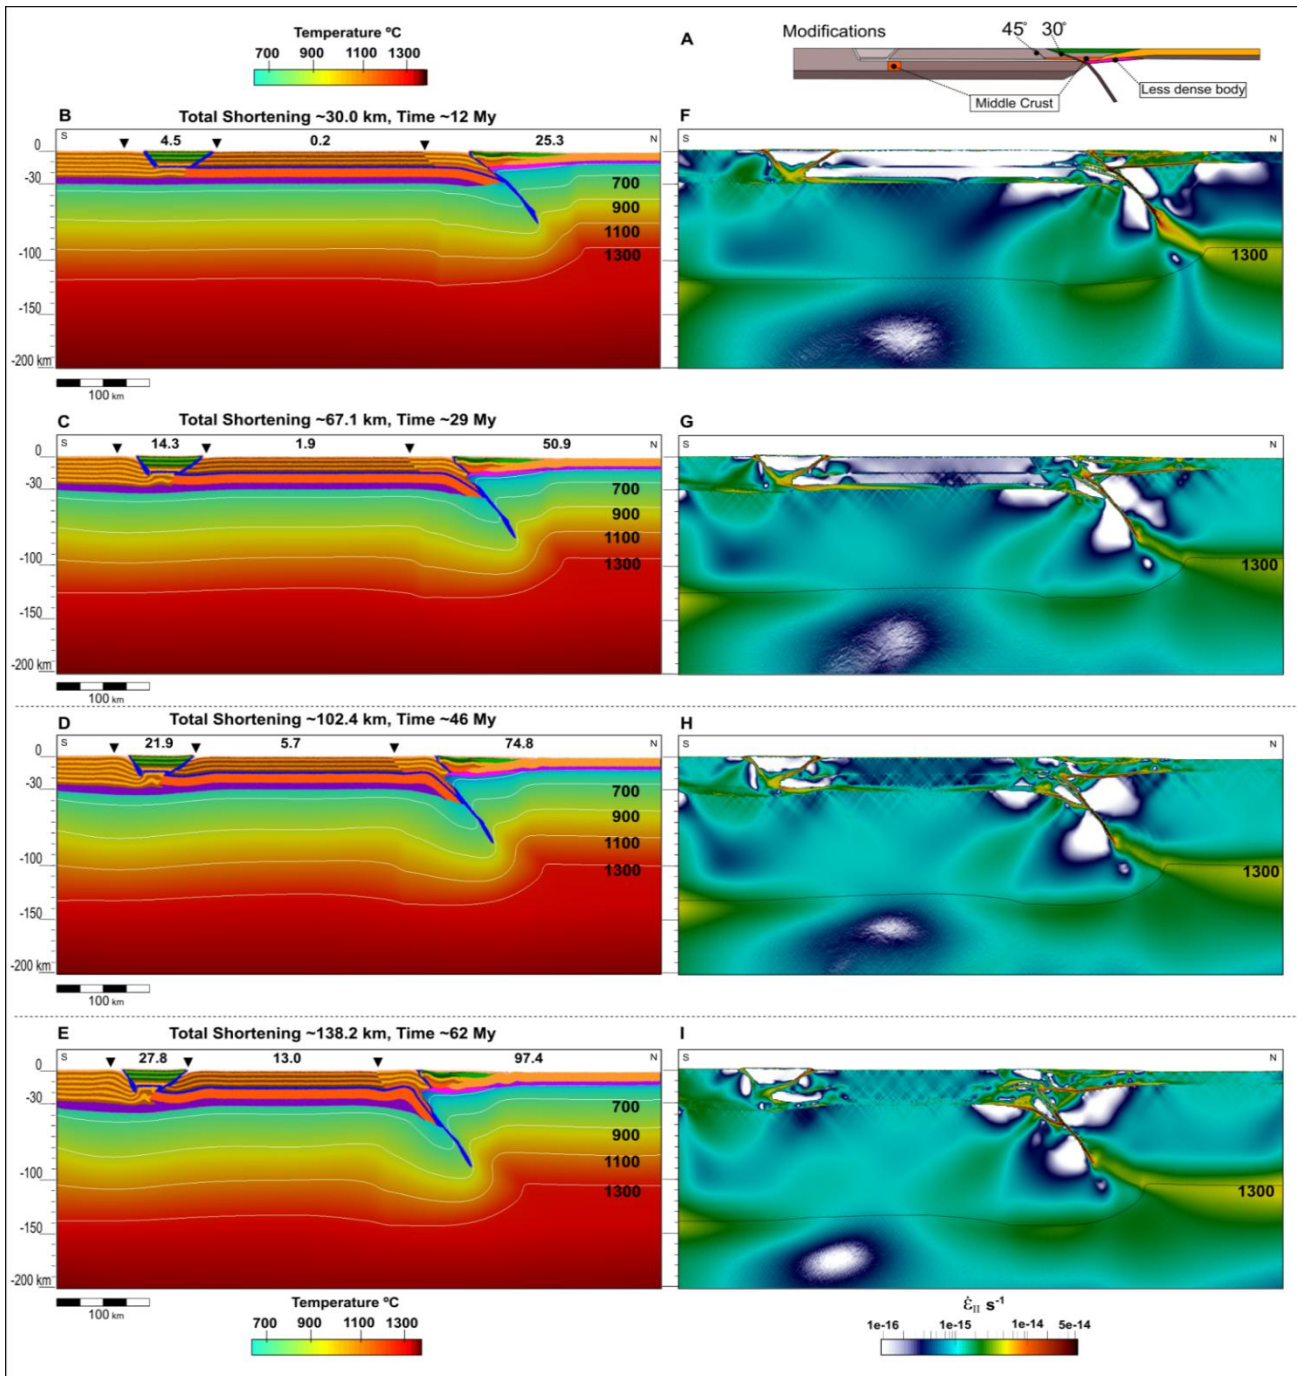 Temperature ºC
700 900 1100 1300
A
Modifications
45° 30°
Middle Crust
Less dense body
B
Total Shortening ~30.0 km, Time ~12 My
S 4.5 0.2 25.3 N
0
-30
-100
-150
-200 km
700
900
1100
1300
100 km
F
S N
1300
C
Total Shortening ~67.1 km, Time ~29 My
S 14.3 1.9 50.9 N
0
-30
-100
-150
-200 km
700
900
1100
1300
100 km
G
S N
1300
D
Total Shortening ~102.4 km, Time ~46 My
S 21.9 5.7 74.8 N
0
-30
-100
-150
-200 km
700
900
1100
1300
100 km
H
S N
1300
E
Total Shortening ~138.2 km, Time ~62 My
S 27.8 13.0 97.4 N
0
-30
-100
-150
-200 km
700
900
1100
1300
100 km
I
S N
1300
Temperature ºC
700 900 1100 1300
ε̇II s⁻¹
1e-16 1e-15 1e-14 5e-14